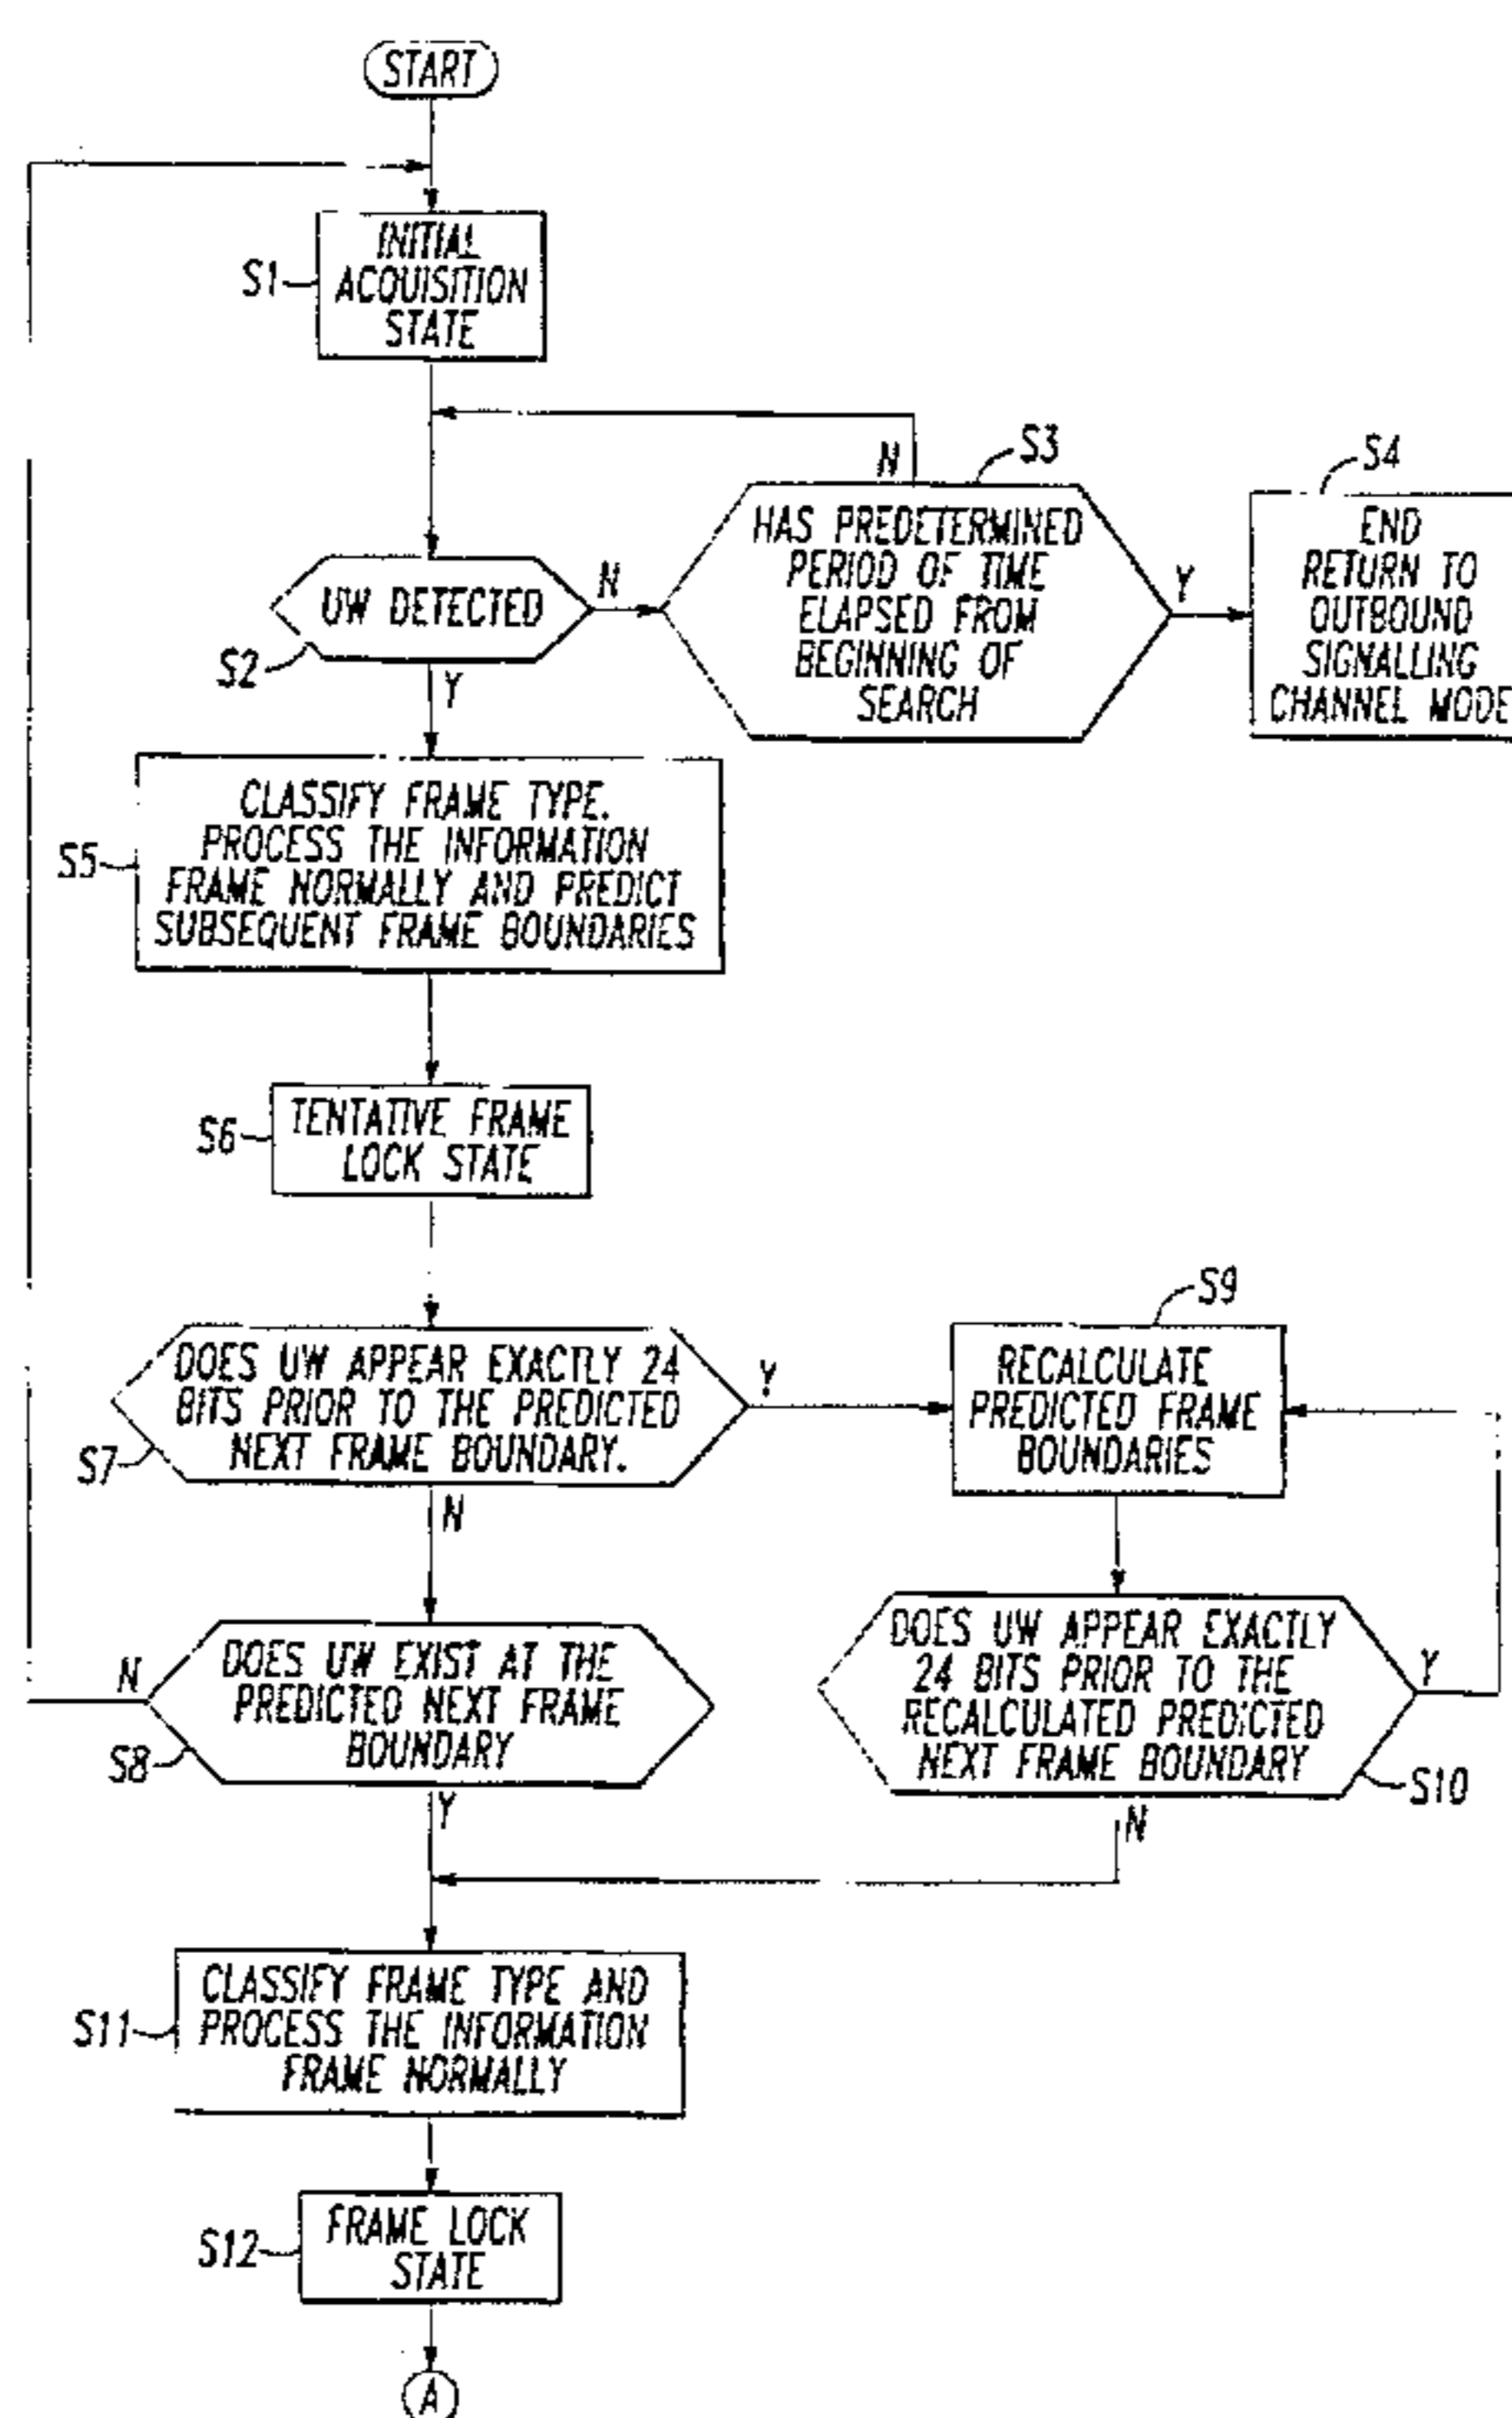 START
S1
INITIAL
ACQUISITION
STATE
N
S3
S4
UW DETECTED
N
S2
Y
HAS PREDETERMINED
PERIOD OF TIME
ELAPSED FROM
BEGINNING OF
SEARCH
Y
END
RETURN TO
OUTBOUND
SIGNALLING
CHANNEL MODE
S5
CLASSIFY FRAME TYPE.
PROCESS THE INFORMATION
FRAME NORMALLY AND PREDICT
SUBSEQUENT FRAME BOUNDARIES
S6
TENTATIVE FRAME
LOCK STATE
S7
DOES UW APPEAR EXACTLY 24
BITS PRIOR TO THE PREDICTED
NEXT FRAME BOUNDARY.
Y
N
S9
RECALCULATE
PREDICTED FRAME
BOUNDARIES
N
S8
DOES UW EXIST AT THE
PREDICTED NEXT FRAME
BOUNDARY
Y
DOES UW APPEAR EXACTLY
24 BITS PRIOR TO THE
RECALCULATED PREDICTED
NEXT FRAME BOUNDARY
Y
S10
N
S11
CLASSIFY FRAME TYPE AND
PROCESS THE INFORMATION
FRAME NORMALLY
S12
FRAME LOCK
STATE
A